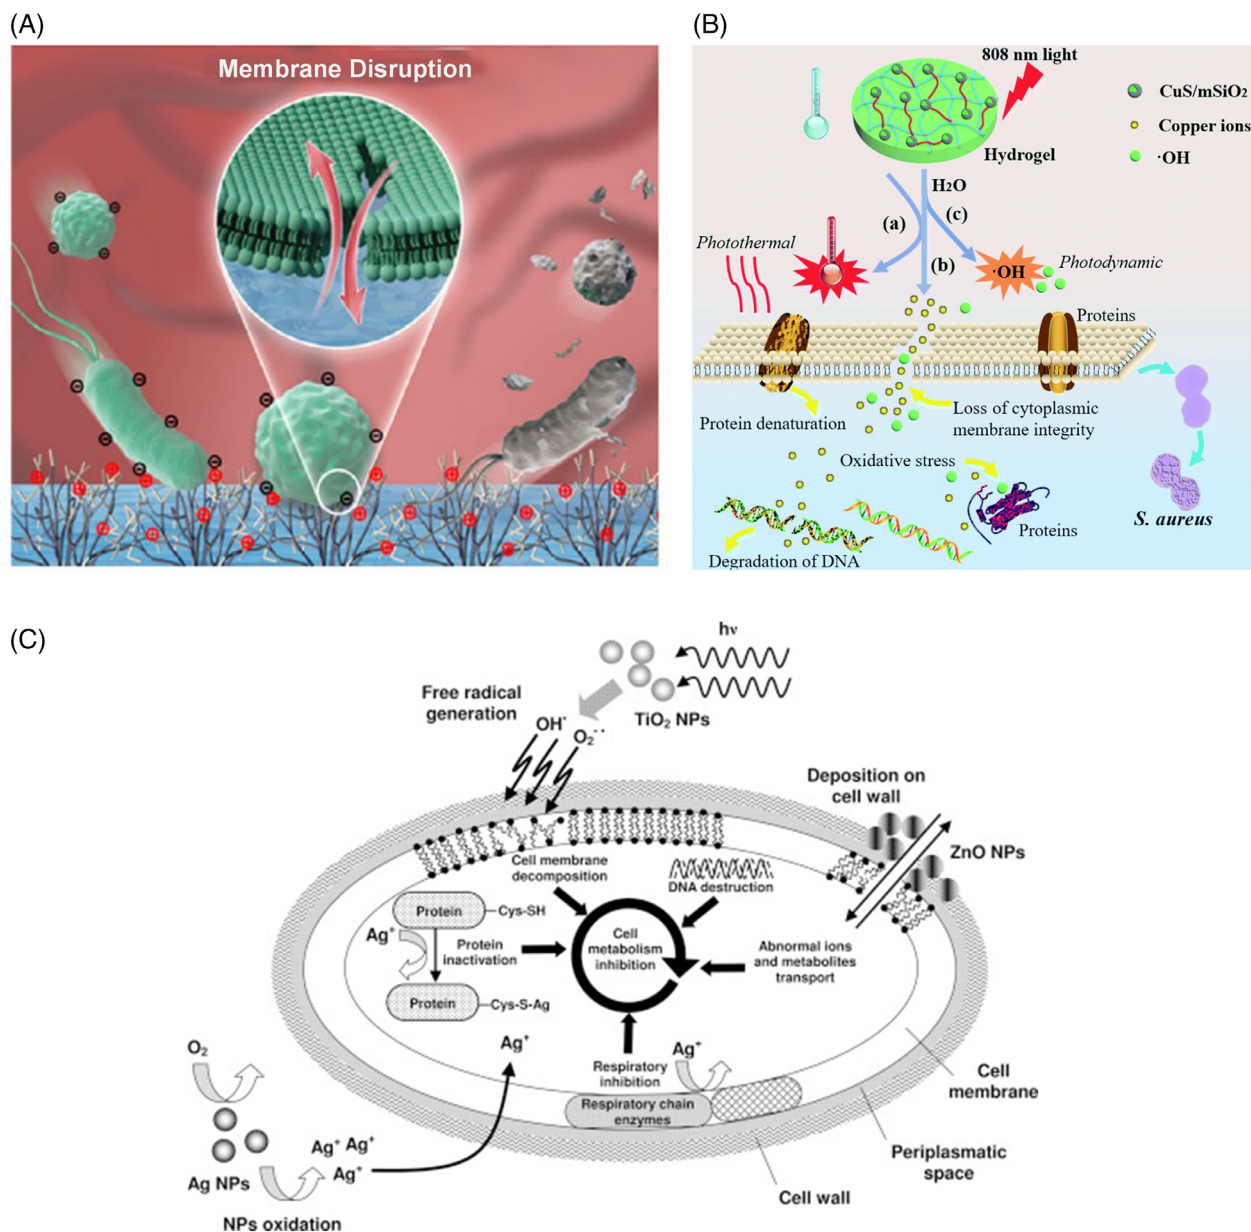 (A)
Membrane Disruption
(B)
808 nm light
CuS/mSiO2
Copper ions
·OH
Hydrogel
H2O
(a)
(c)
(b)
Photothermal
·OH
Photodynamic
Proteins
Protein denaturation
Loss of cytoplasmic
membrane integrity
Oxidative stress
S. aureus
Proteins
Degradation of DNA
(C)
hν
Free radical
generation
TiO2 NPs
OH·
O2··
Deposition on
cell wall
ZnO NPs
Cell membrane
decomposition
DNA destruction
Protein
Cys-SH
Ag+
Protein
inactivation
Cell
metabolism
inhibition
Abnormal ions
and metabolites
transport
Protein
Cys-S-Ag
Ag+
O2
Respiratory
inhibition
Ag+
Cell
membrane
Respiratory chain
enzymes
Ag+ Ag+
Ag+
Ag NPs
NPs oxidation
Periplasmatic
space
Cell wall